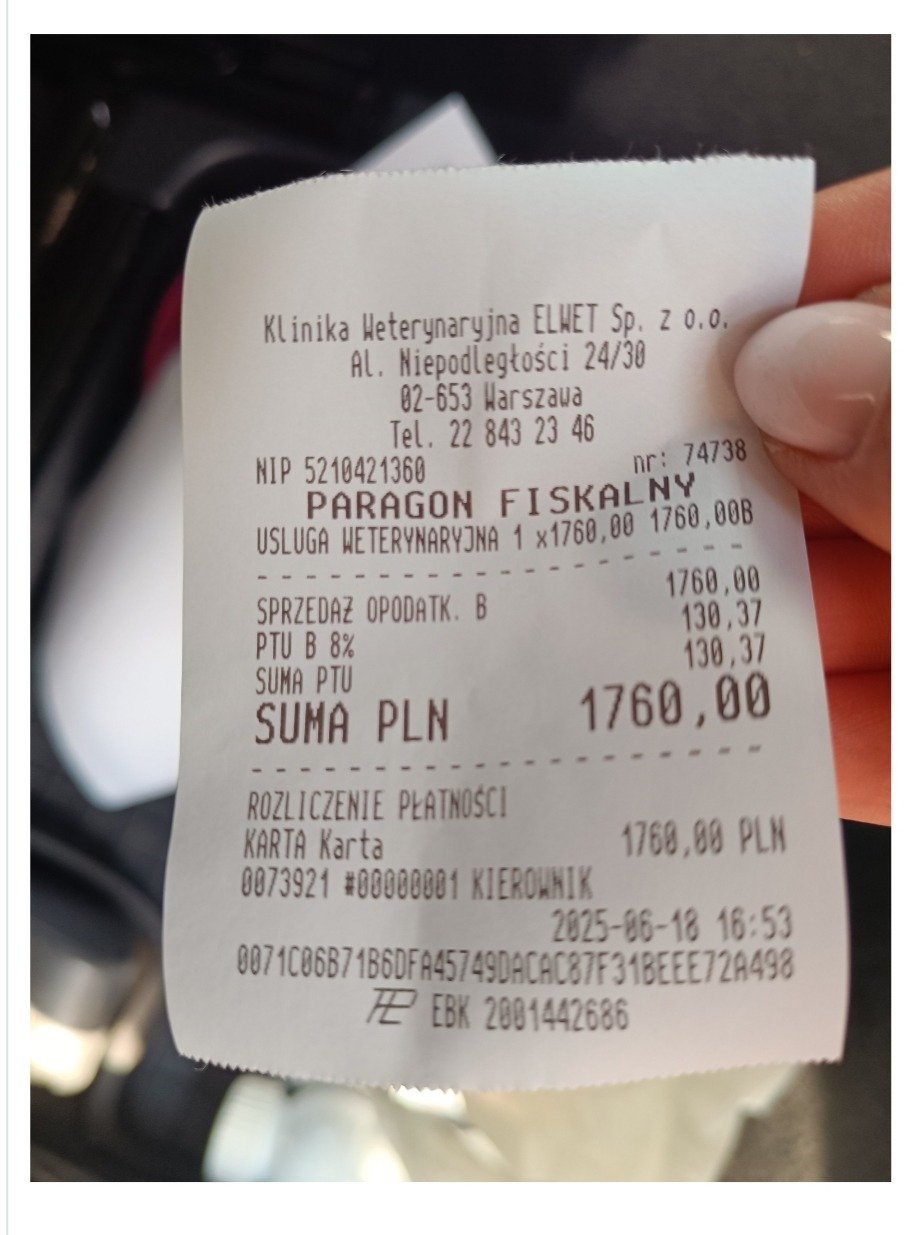 Klinika Weterynaryjna ELWET Sp. z o.o.
Al. Niepodległości 24/30
02-653 Warszawa
Tel. 22 843 23 46
NIP 5210421360 nr: 74738
PARAGON FISKALNY
USLUGA WETERYNARYJNA 1 x1760,00 1760,00B
SPRZEDAŻ OPODATK. B 1760,00
PTU B 8% 130,37
SUMA PTU 130,37
SUMA PLN 1760,00
ROZLICZENIE PŁATNOŚCI
KARTA Karta 1760,00 PLN
0073921 #00000001 KIEROWNIK
2025-06-18 16:53
0071C06B71B6DFA45749DACAC87F31BEEE72A498
EBK 2001442686